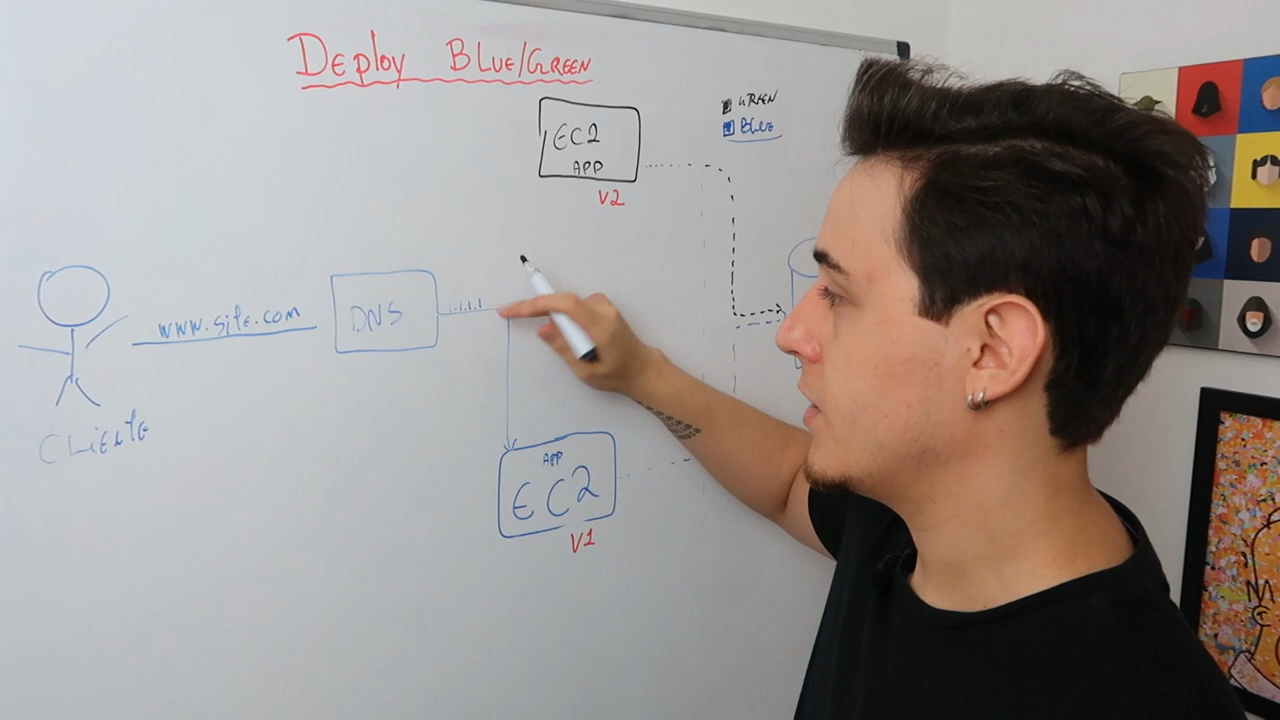 Deploy Blue/Green
EC2
APP
V2
GREEN
Blue
www.site.com
DNS
CLiENTE
APP
EC2
V1